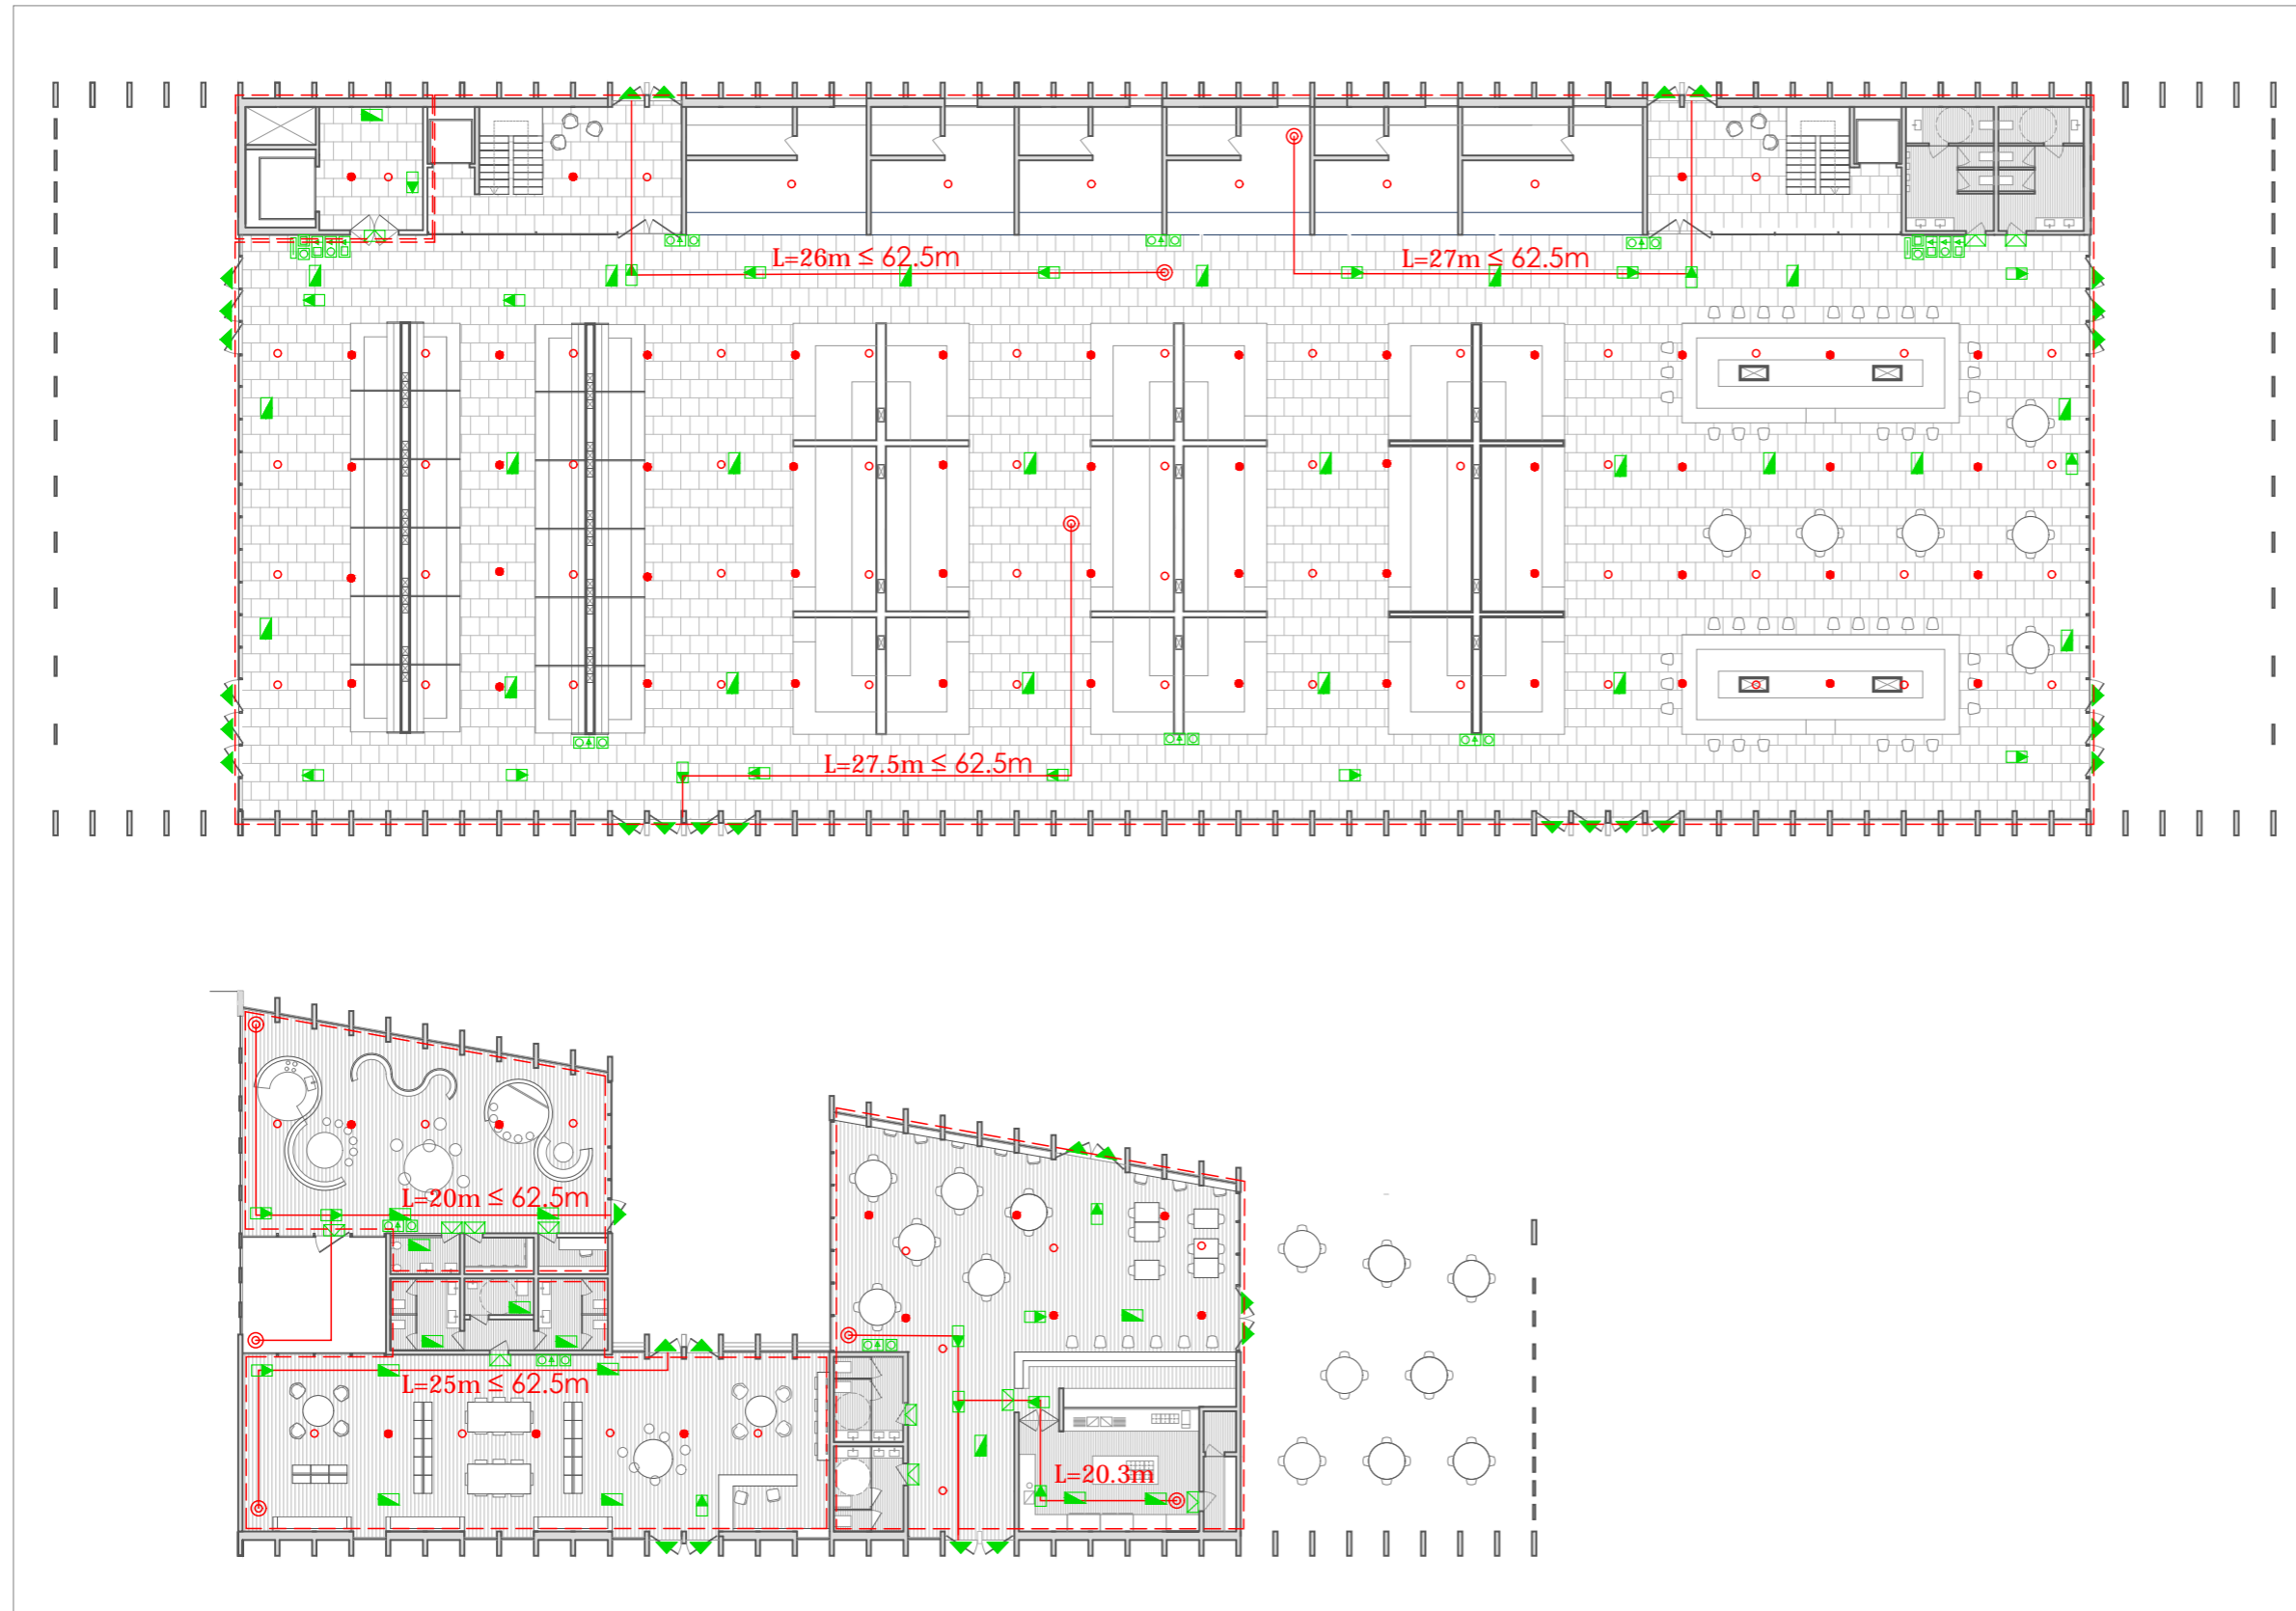 L=26m ≤ 62.5m
L=27m ≤ 62.5m
L=27.5m ≤ 62.5m
L=20m ≤ 62.5m
L=25m ≤ 62.5m
L=20.3m